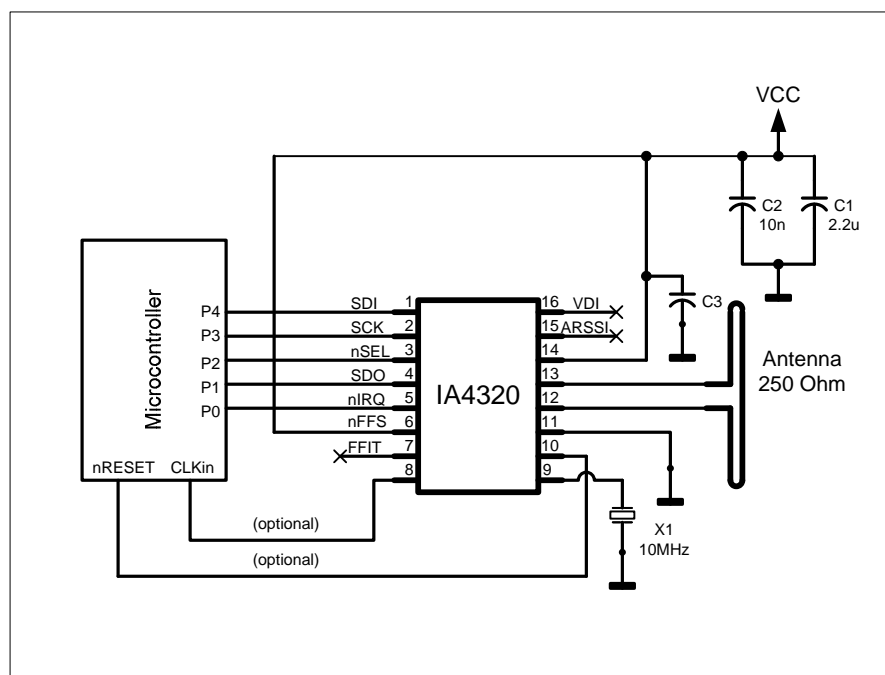 VCC
C2
10n
C1
2.2u
C3
Antenna
250 Ohm
Microcontroller
P4
P3
P2
P1
P0
nRESET
CLKin
SDI
SCK
nSEL
SDO
nIRQ
nFFS
FFIT
1
2
3
4
5
6
7
8
IA4320
16
15
14
13
12
11
10
9
VDI
ARSSI
(optional)
(optional)
X1
10MHz